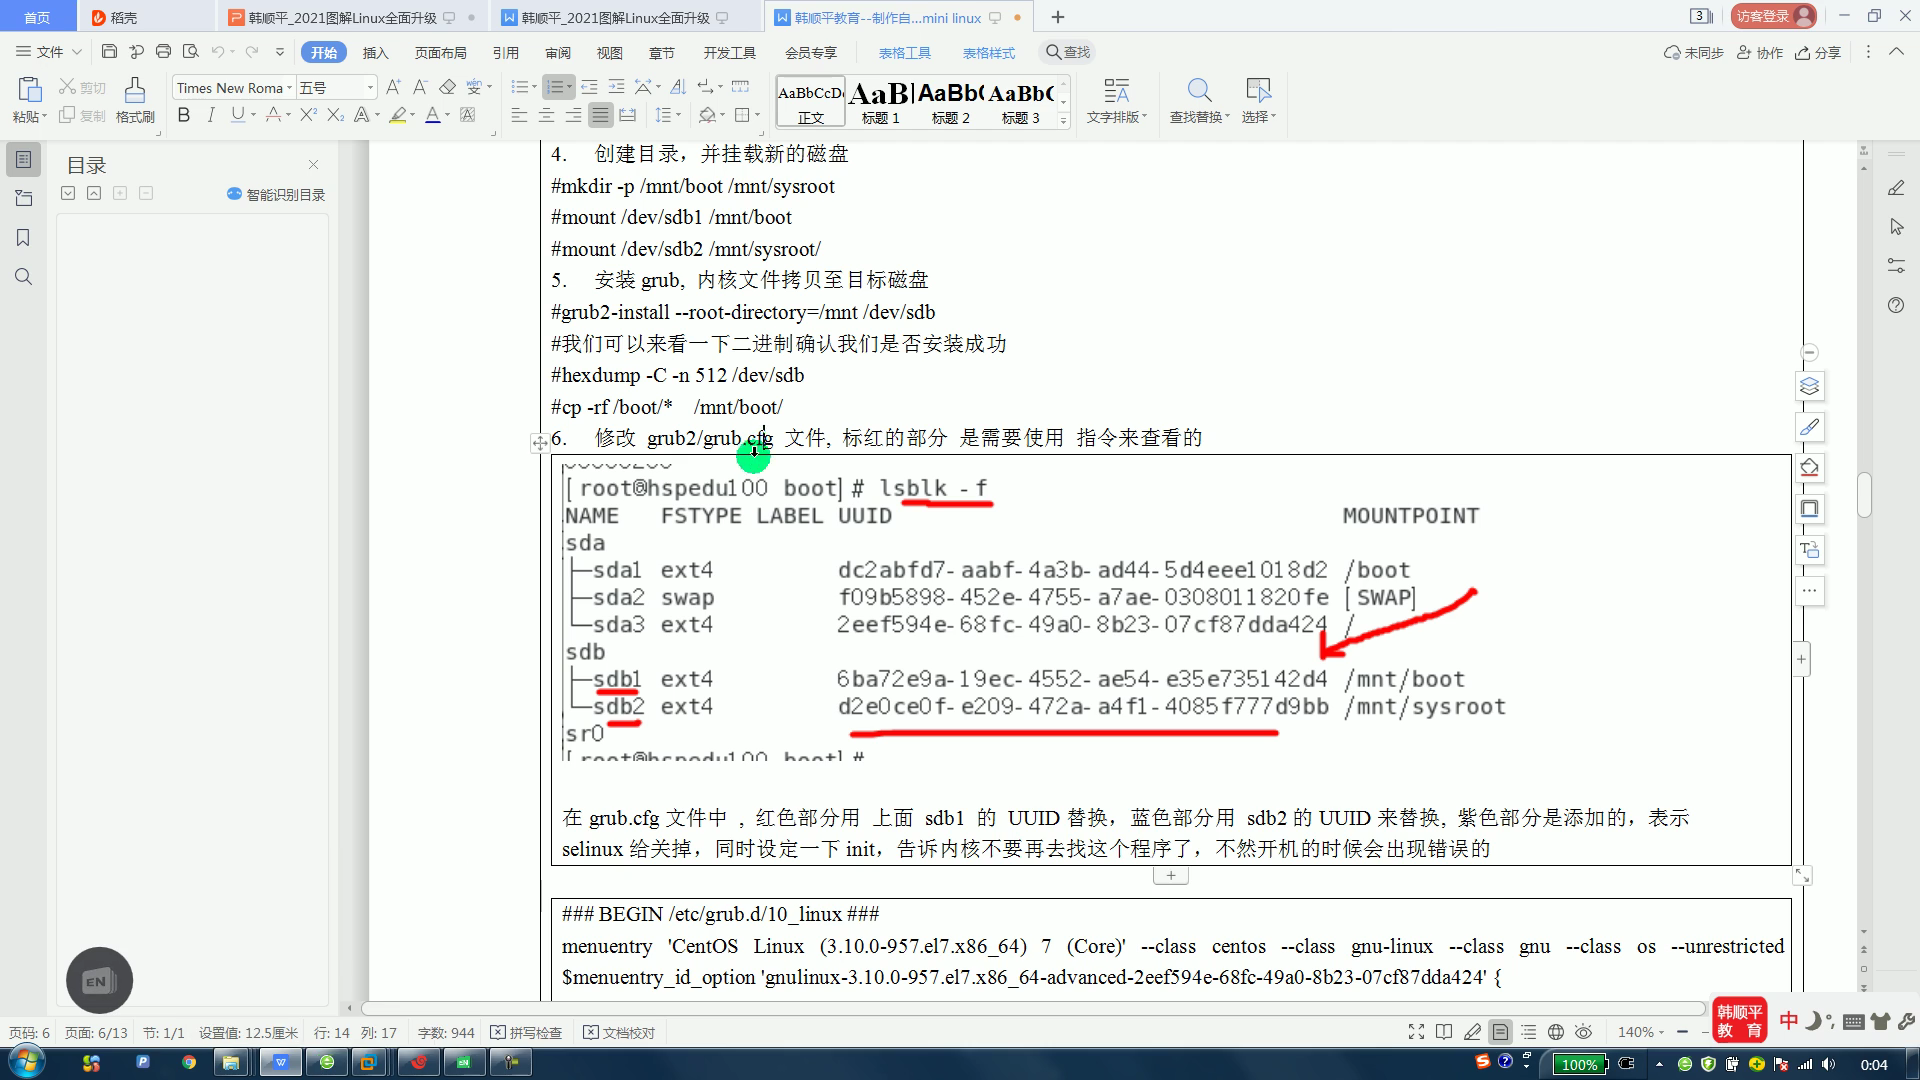 首页
稻壳
韩顺平_2021图解Linux全面升级
韩顺平_2021图解Linux全面升级
韩顺平教育--制作自...mini linux
3
访客登录
文件
开始
插入
页面布局
引用
审阅
视图
章节
开发工具
会员专享
表格工具
表格样式
查找
未同步
协作
分享
粘贴
剪切
复制
格式刷
Times New Roma
五号
AaBbCcDd
正文
AaBl
标题 1
AaBb(
标题 2
AaBb(
标题 3
文字排版
查找替换
选择
目录
智能识别目录
4. 创建目录，并挂载新的磁盘
#mkdir -p /mnt/boot /mnt/sysroot
#mount /dev/sdb1 /mnt/boot
#mount /dev/sdb2 /mnt/sysroot/
5. 安装 grub, 内核文件拷贝至目标磁盘
#grub2-install --root-directory=/mnt /dev/sdb
#我们可以来看一下二进制确认我们是否安装成功
#hexdump -C -n 512 /dev/sdb
#cp -rf /boot/* /mnt/boot/
6. 修改 grub2/grub.cfg 文件, 标红的部分 是需要使用 指令来查看的
[root@hspedu100 boot]# lsblk -f
NAME FSTYPE LABEL UUID MOUNTPOINT
sda
├─sda1 ext4 dc2abfd7-aabf-4a3b-ad44-5d4eee1018d2 /boot
├─sda2 swap f09b5898-452e-4755-a7ae-0308011820fe [SWAP]
└─sda3 ext4 2eef594e-68fc-49a0-8b23-07cf87dda424 /
sdb
├─sdb1 ext4 6ba72e9a-19ec-4552-ae54-e35e735142d4 /mnt/boot
└─sdb2 ext4 d2e0ce0f-e209-472a-a4f1-4085f777d9bb /mnt/sysroot
sr0
[root@hspedu100 boot]#
在 grub.cfg 文件中 , 红色部分用 上面 sdb1 的 UUID 替换，蓝色部分用 sdb2 的 UUID 来替换, 紫色部分是添加的，表示
selinux 给关掉，同时设定一下 init，告诉内核不要再去找这个程序了，不然开机的时候会出现错误的
### BEGIN /etc/grub.d/10_linux ###
menuentry 'CentOS Linux (3.10.0-957.el7.x86_64) 7 (Core)' --class centos --class gnu-linux --class gnu --class os --unrestricted
$menuentry_id_option 'gnulinux-3.10.0-957.el7.x86_64-advanced-2eef594e-68fc-49a0-8b23-07cf87dda424' {
EN
页码: 6
页面: 6/13
节: 1/1
设置值: 12.5厘米
行: 14
列: 17
字数: 944
拼写检查
文档校对
140%
韩顺平
教 育
中
100%
0:04